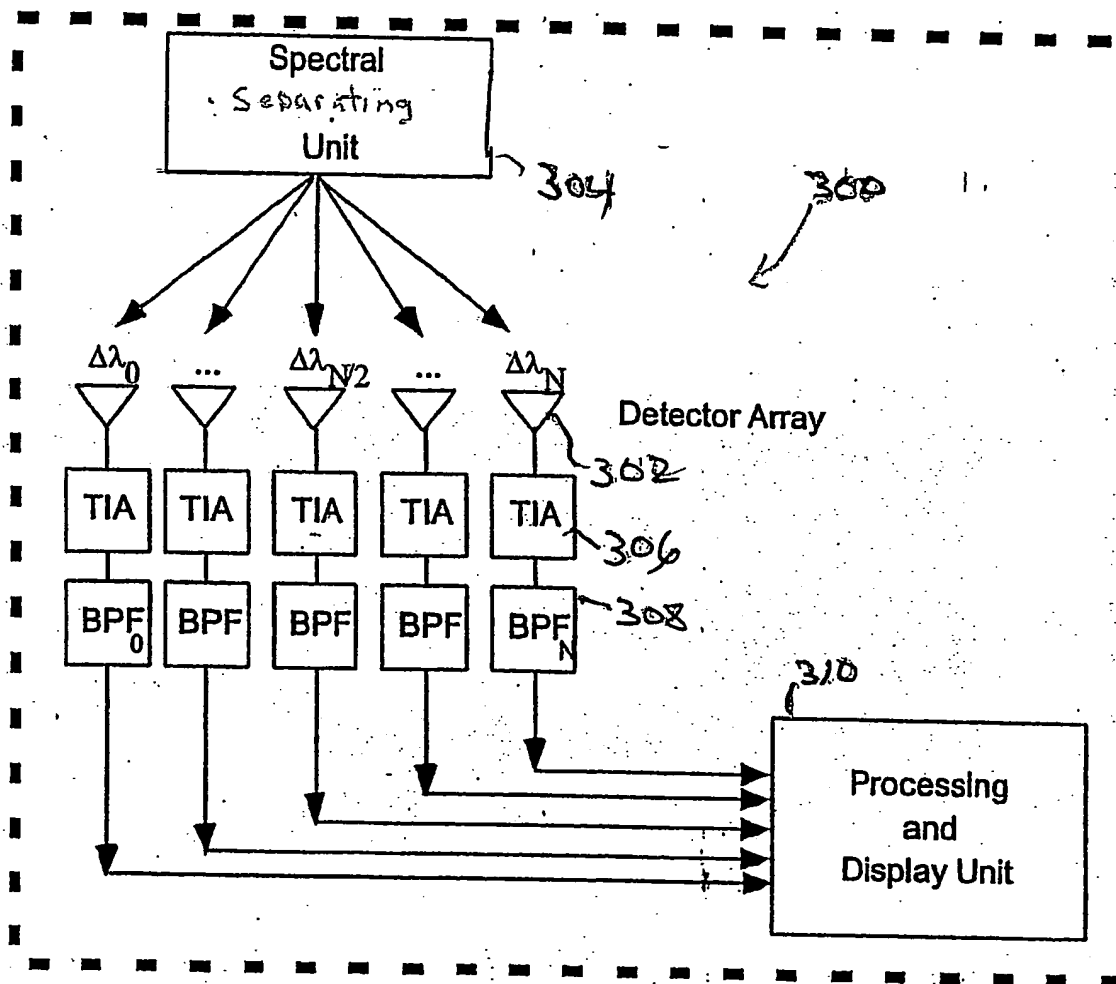 Spectral
Separating
Unit
304
300
Δλ0 ... ΔλN/2 ... ΔλN
Detector Array
302
TIA TIA TIA TIA TIA
306
BPF0 BPF BPF BPF BPFN
308
310
Processing
and
Display Unit